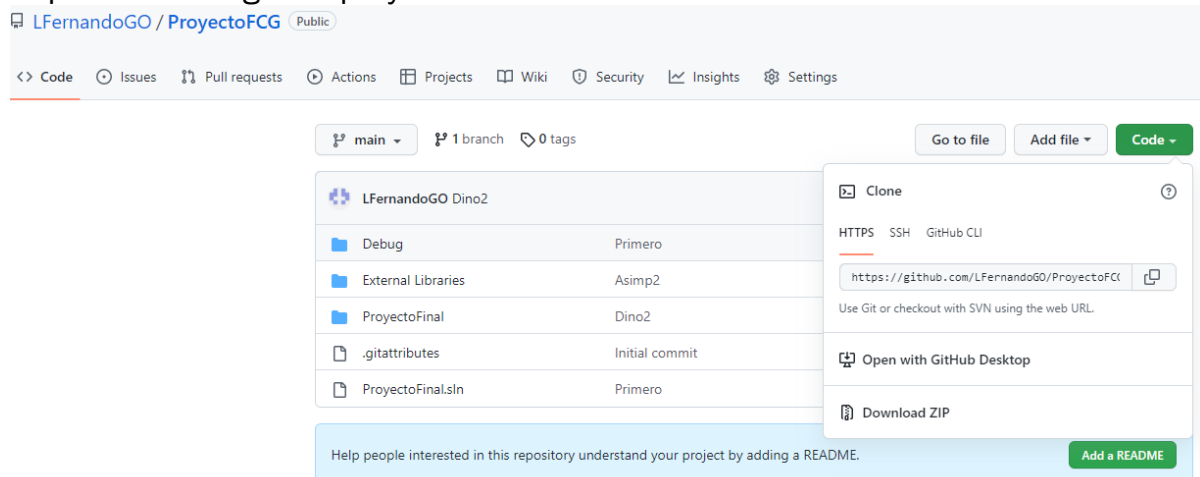 LFernandoGO / ProyectoFCG Public
<> Code Issues Pull requests Actions Projects Wiki Security Insights Settings
main 1 branch 0 tags Go to file Add file Code
LFernandoGO Dino2
Clone
HTTPS SSH GitHub CLI
Debug Primero
https://github.com/LFernandoGO/ProyectoFC
External Libraries Asimp2
Use Git or checkout with SVN using the web URL.
ProyectoFinal Dino2
.gitattributes Initial commit
Open with GitHub Desktop
ProyectoFinal.sln Primero
Download ZIP
Help people interested in this repository understand your project by adding a README. Add a README